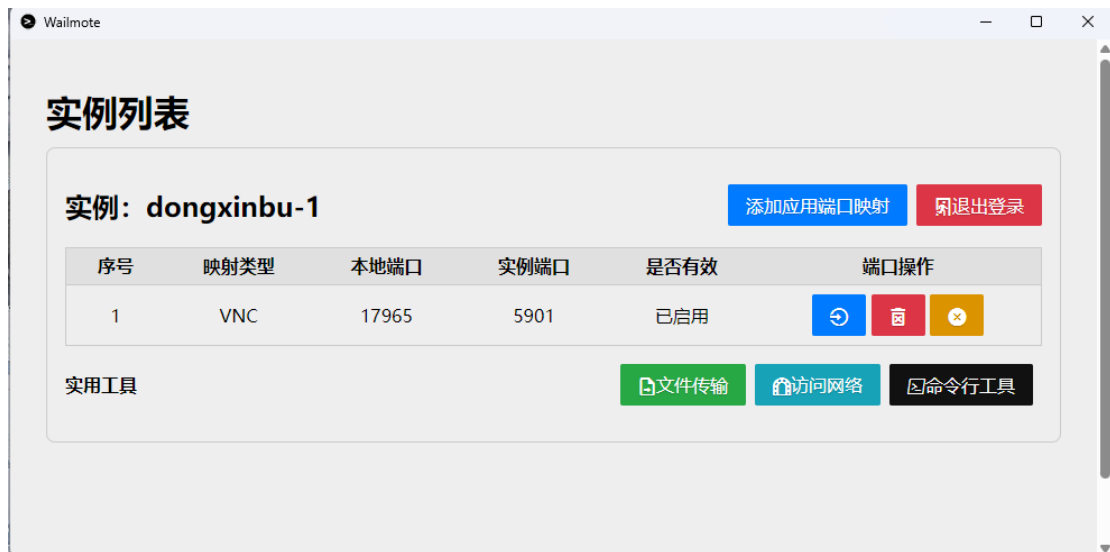 Wailmote
实例列表
实例：dongxinbu-1
添加应用端口映射 退出登录
序号 映射类型 本地端口 实例端口 是否有效 端口操作
1 VNC 17965 5901 已启用
实用工具 文件传输 访问网络 命令行工具